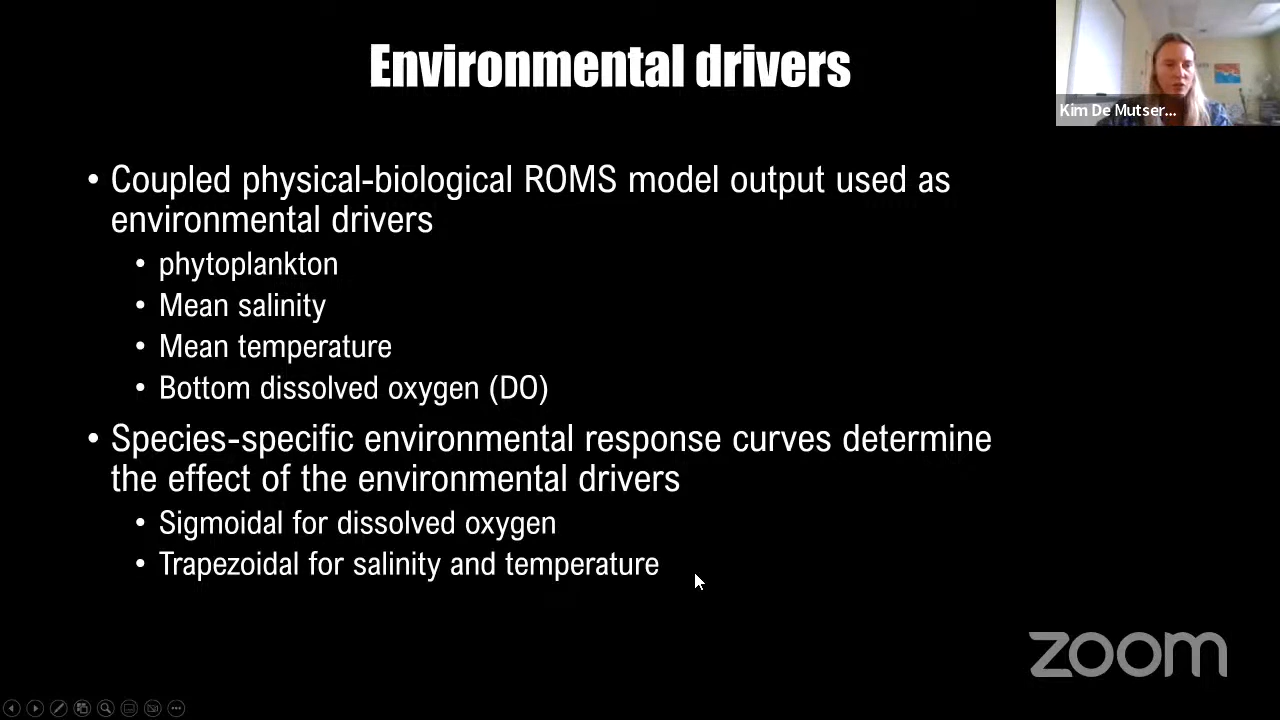 Environmental drivers
Kim De Mutser...
• Coupled physical-biological ROMS model output used as
environmental drivers
• phytoplankton
• Mean salinity
• Mean temperature
• Bottom dissolved oxygen (DO)
• Species-specific environmental response curves determine
the effect of the environmental drivers
• Sigmoidal for dissolved oxygen
• Trapezoidal for salinity and temperature
zoom